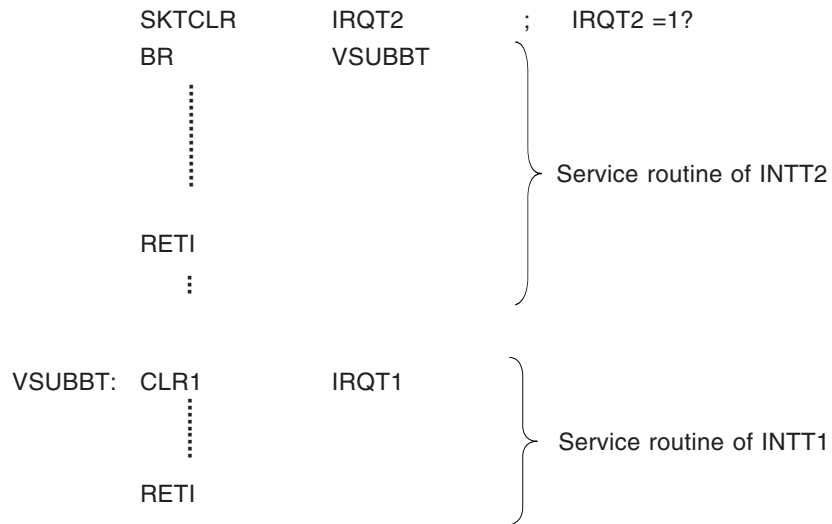 SKTCLR IRQT2 ; IRQT2 =1?
BR VSUBBT
Service routine of INTT2
RETI
VSUBBT: CLR1 IRQT1
Service routine of INTT1
RETI